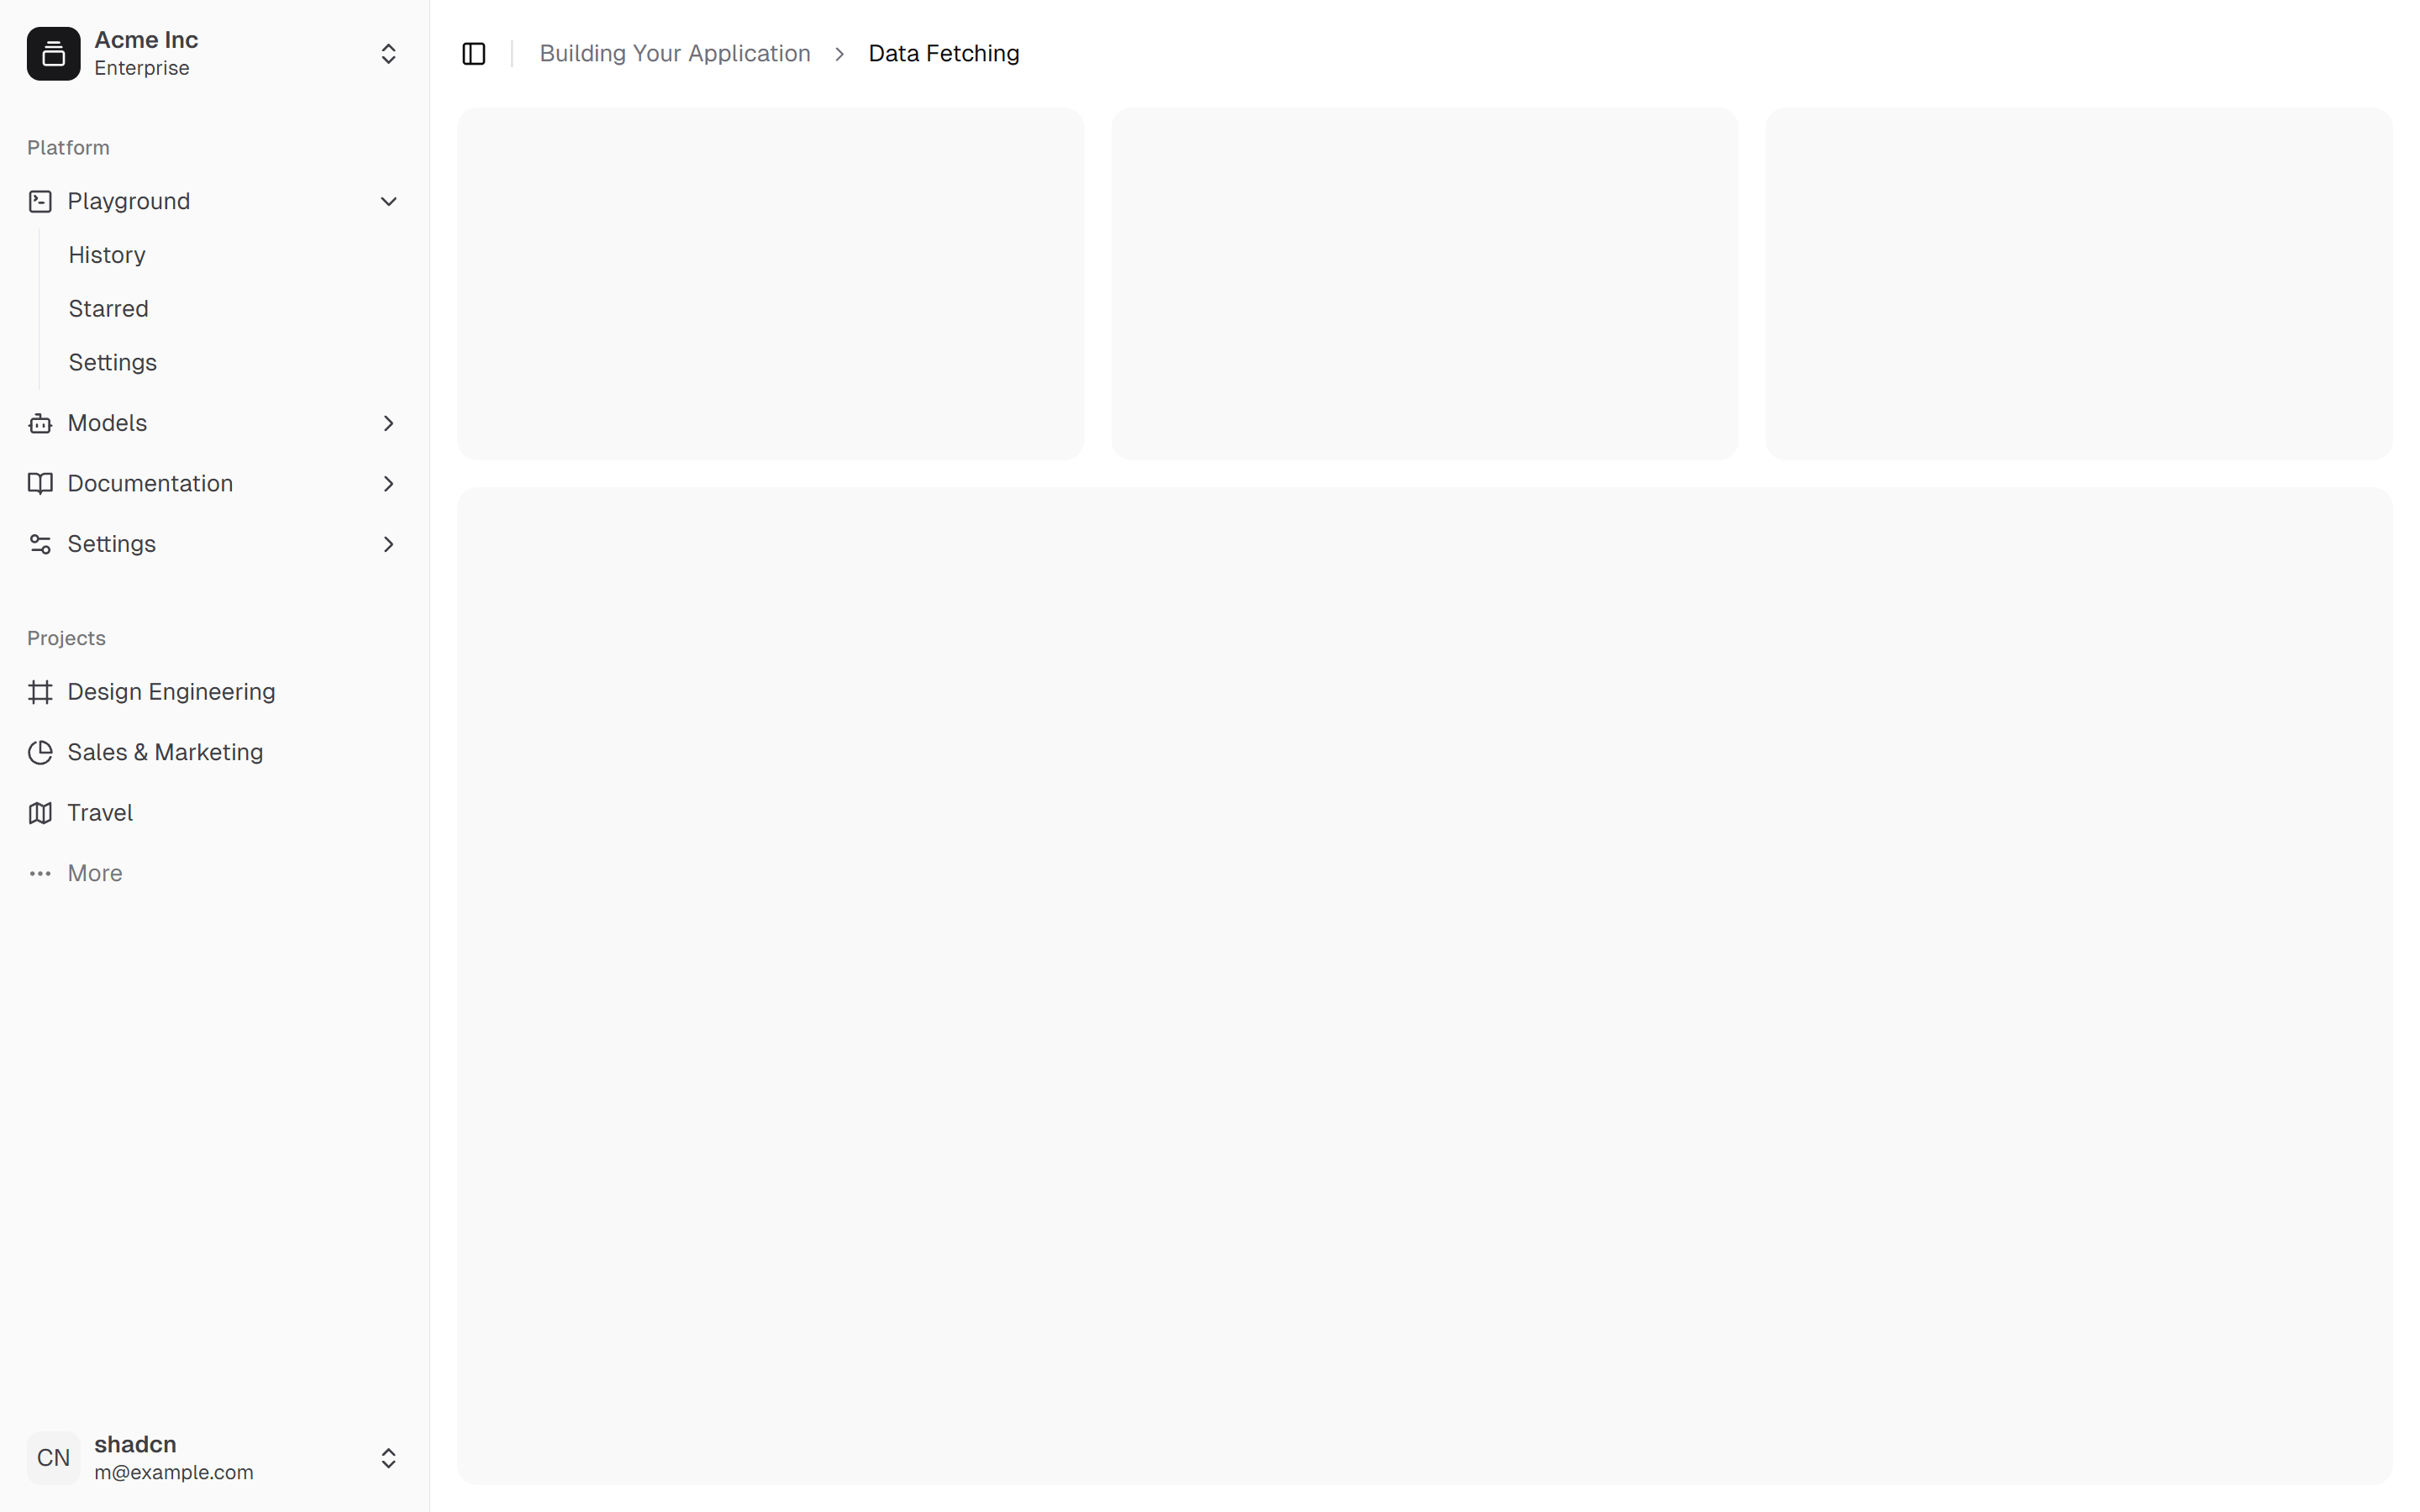 Acme Inc
Enterprise
Platform
Playground
History
Starred
Settings
Models
Documentation
Settings
Projects
Design Engineering
Sales & Marketing
Travel
More
CN
shadcn
m@example.com
Building Your Application
Data Fetching